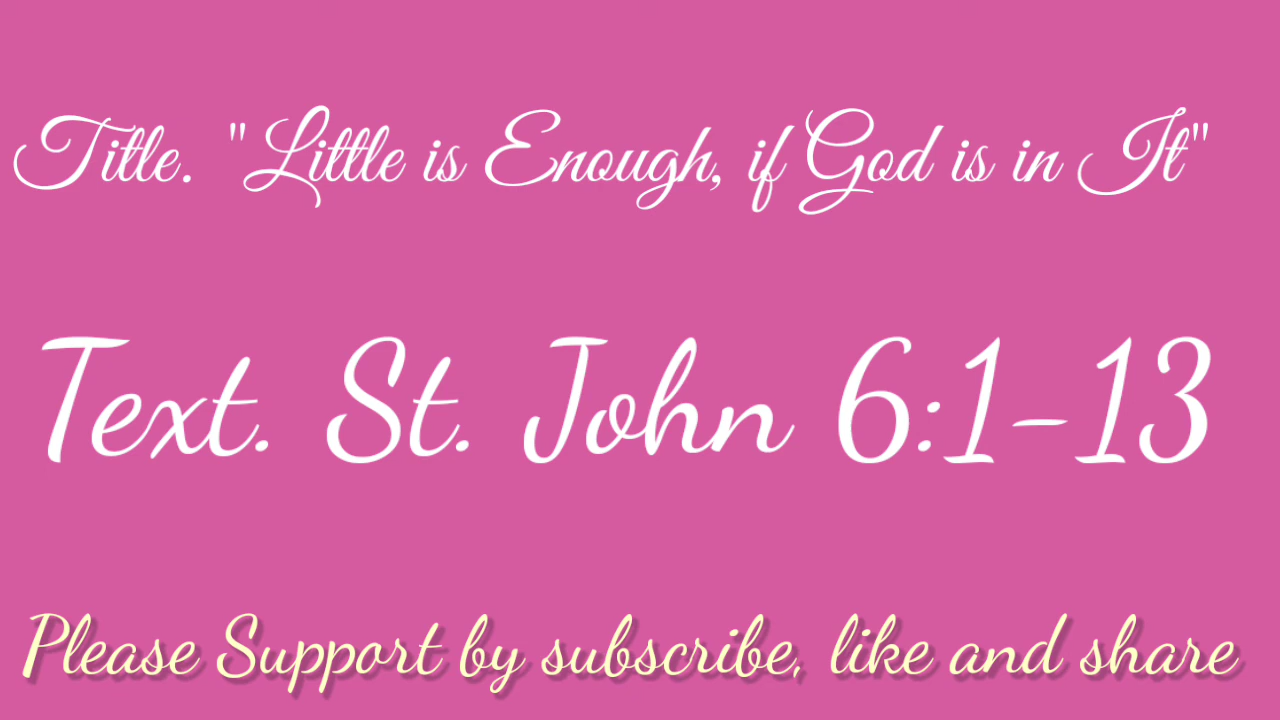 Title. "Little is Enough, if God is in It"
Text. St. John 6:1-13
Please Support by subscribe, like and share